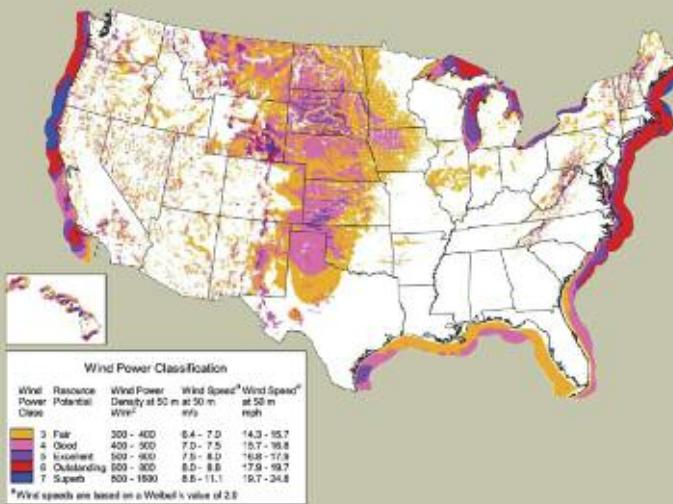 Wind Power Classification
Wind Resource Wind Power Wind Speedᵃ Wind Speedᵃ
Power Potential Density at 50 m at 50 m at 50 m
Class W/m² m/s mph
3 Fair 300 - 400 6.4 - 7.0 14.3 - 15.7
4 Good 400 - 500 7.0 - 7.5 15.7 - 16.8
5 Excellent 500 - 600 7.5 - 8.0 16.8 - 17.9
6 Outstanding 600 - 800 8.0 - 8.8 17.9 - 19.7
7 Superb 800 - 1600 8.8 - 11.1 19.7 - 24.8
ᵃWind speeds are based on a Weibull k value of 2.0